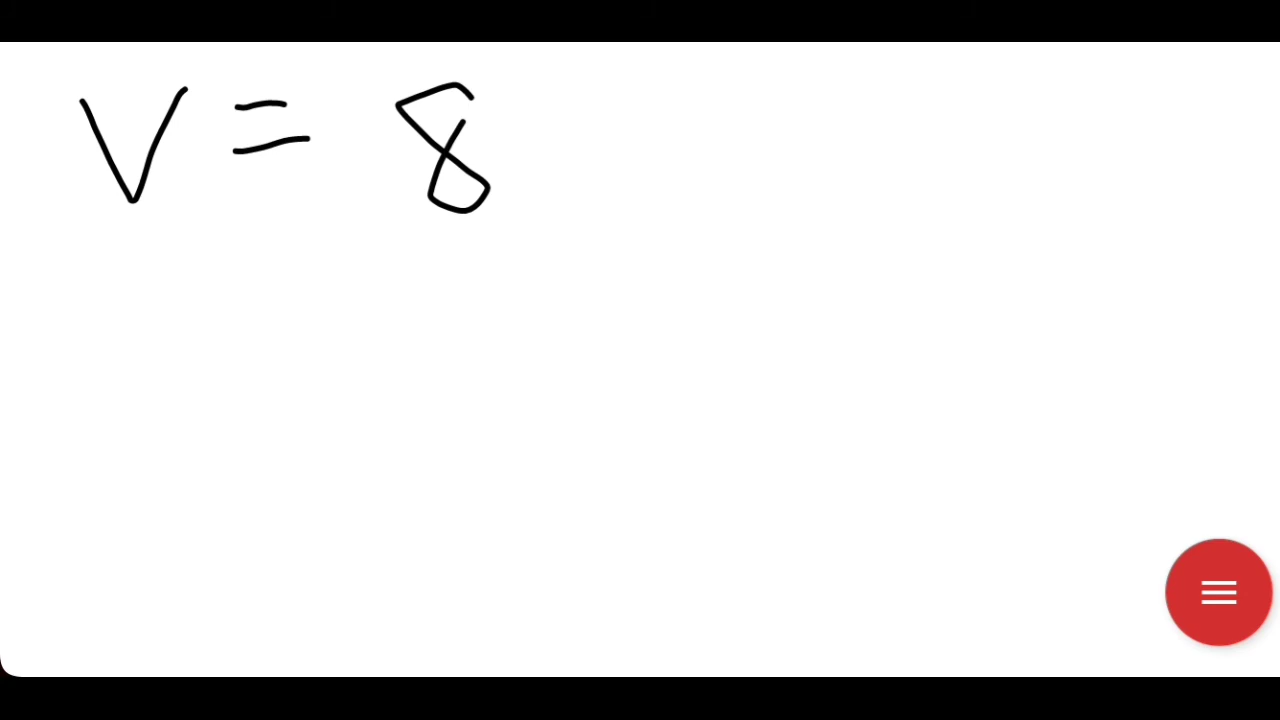 V = 8